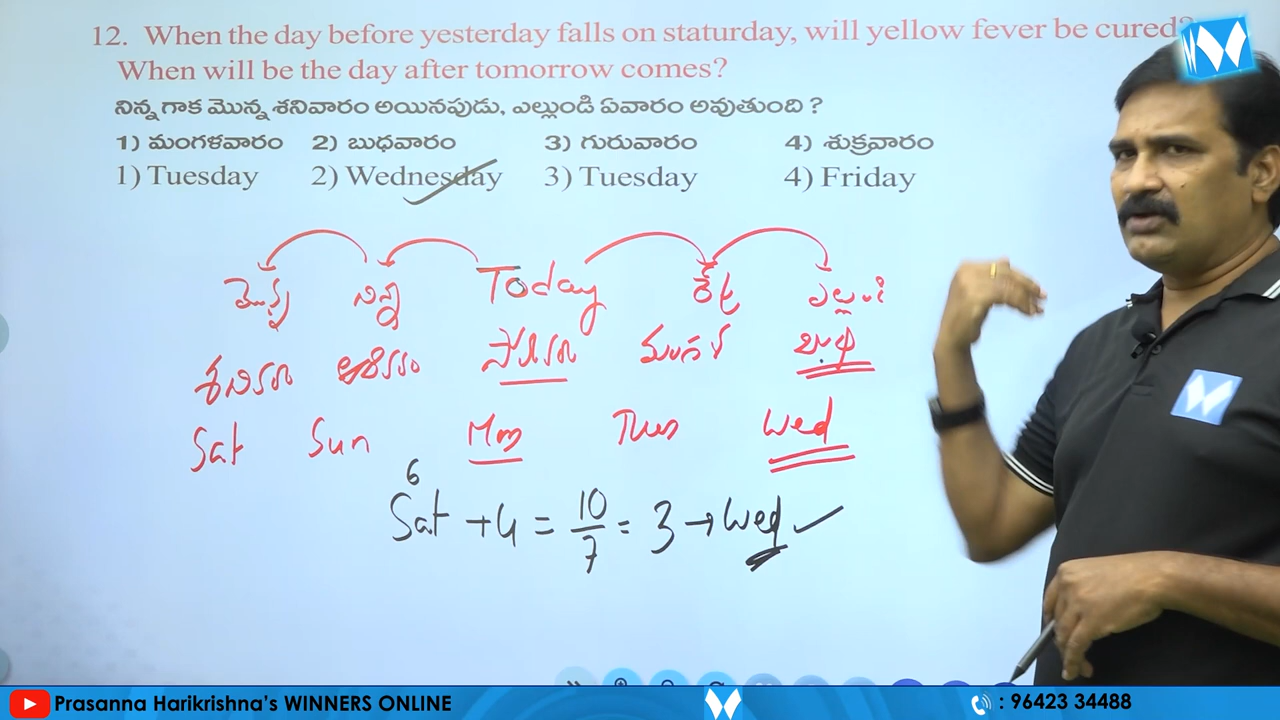 12. When the day before yesterday falls on staturday, will yellow fever be cured?
When will be the day after tomorrow comes?
నిన్నగాక మొన్న శనివారం అయినపుడు, ఎల్లుండి ఏవారం అవుతుంది ?
1) మంగళవారం 2) బుధవారం 3) గురువారం 4) శుక్రవారం
1) Tuesday 2) Wednesday 3) Tuesday 4) Friday
మొన్న నిన్న Today రేపు ఎల్లుండి
శనివారం ఆదివారం సోమవారం మంగళ బుధ
Sat Sun Mon Tues Wed
6
Sat + 4 = 10/7 = 3 → Wed ✓
Prasanna Harikrishna's WINNERS ONLINE : 96423 34488